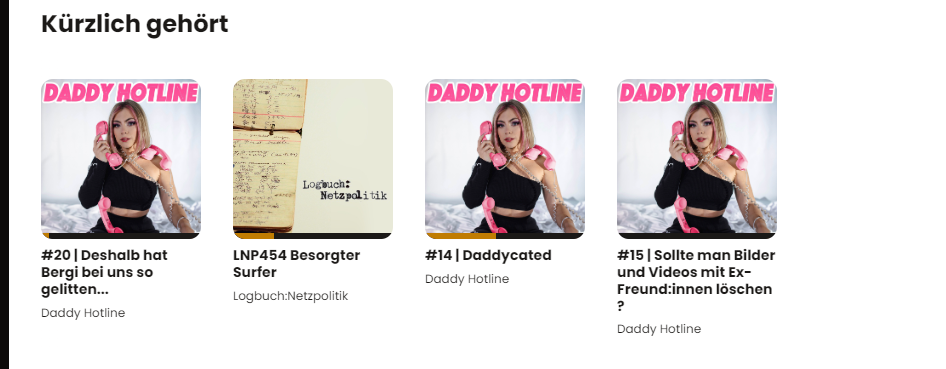 Kürzlich gehört
DADDY HOTLINE
#20 | Deshalb hat
Bergi bei uns so
gelitten...
Daddy Hotline
Logbuch:
Netzpolitik
LNP454 Besorgter
Surfer
Logbuch:Netzpolitik
DADDY HOTLINE
#14 | Daddycated
Daddy Hotline
DADDY HOTLINE
#15 | Sollte man Bilder
und Videos mit Ex-
Freund:innen löschen
?
Daddy Hotline